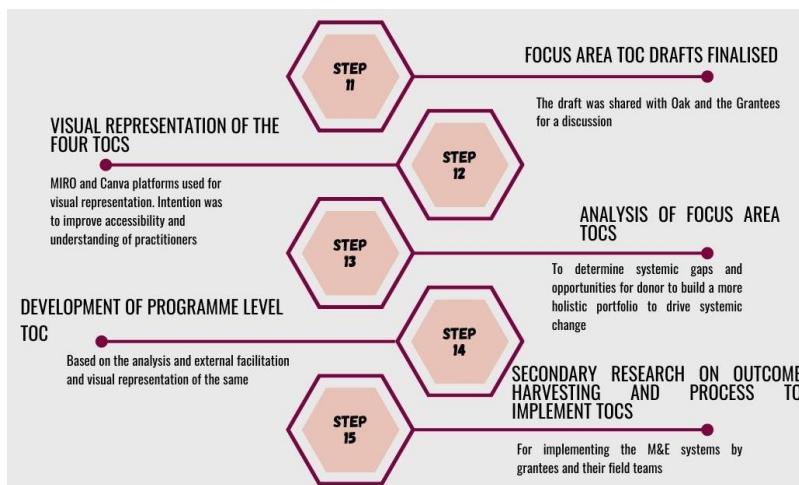 STEP
11
FOCUS AREA TOC DRAFTS FINALISED
The draft was shared with Oak and the Grantees
for a discussion
STEP
12
VISUAL REPRESENTATION OF THE
FOUR TOCS
MIRO and Canva platforms used for
visual representation. Intention was
to improve accessibility and
understanding of practitioners
STEP
13
ANALYSIS OF FOCUS AREA
TOCS
To determine systemic gaps and
opportunities for donor to build a more
holistic portfolio to drive systemic
change
STEP
14
DEVELOPMENT OF PROGRAMME LEVEL
TOC
Based on the analysis and external facilitation
and visual representation of the same
STEP
15
SECONDARY RESEARCH ON OUTCOME
HARVESTING AND PROCESS TO
IMPLEMENT TOCS
For implementing the M&E systems by
grantees and their field teams